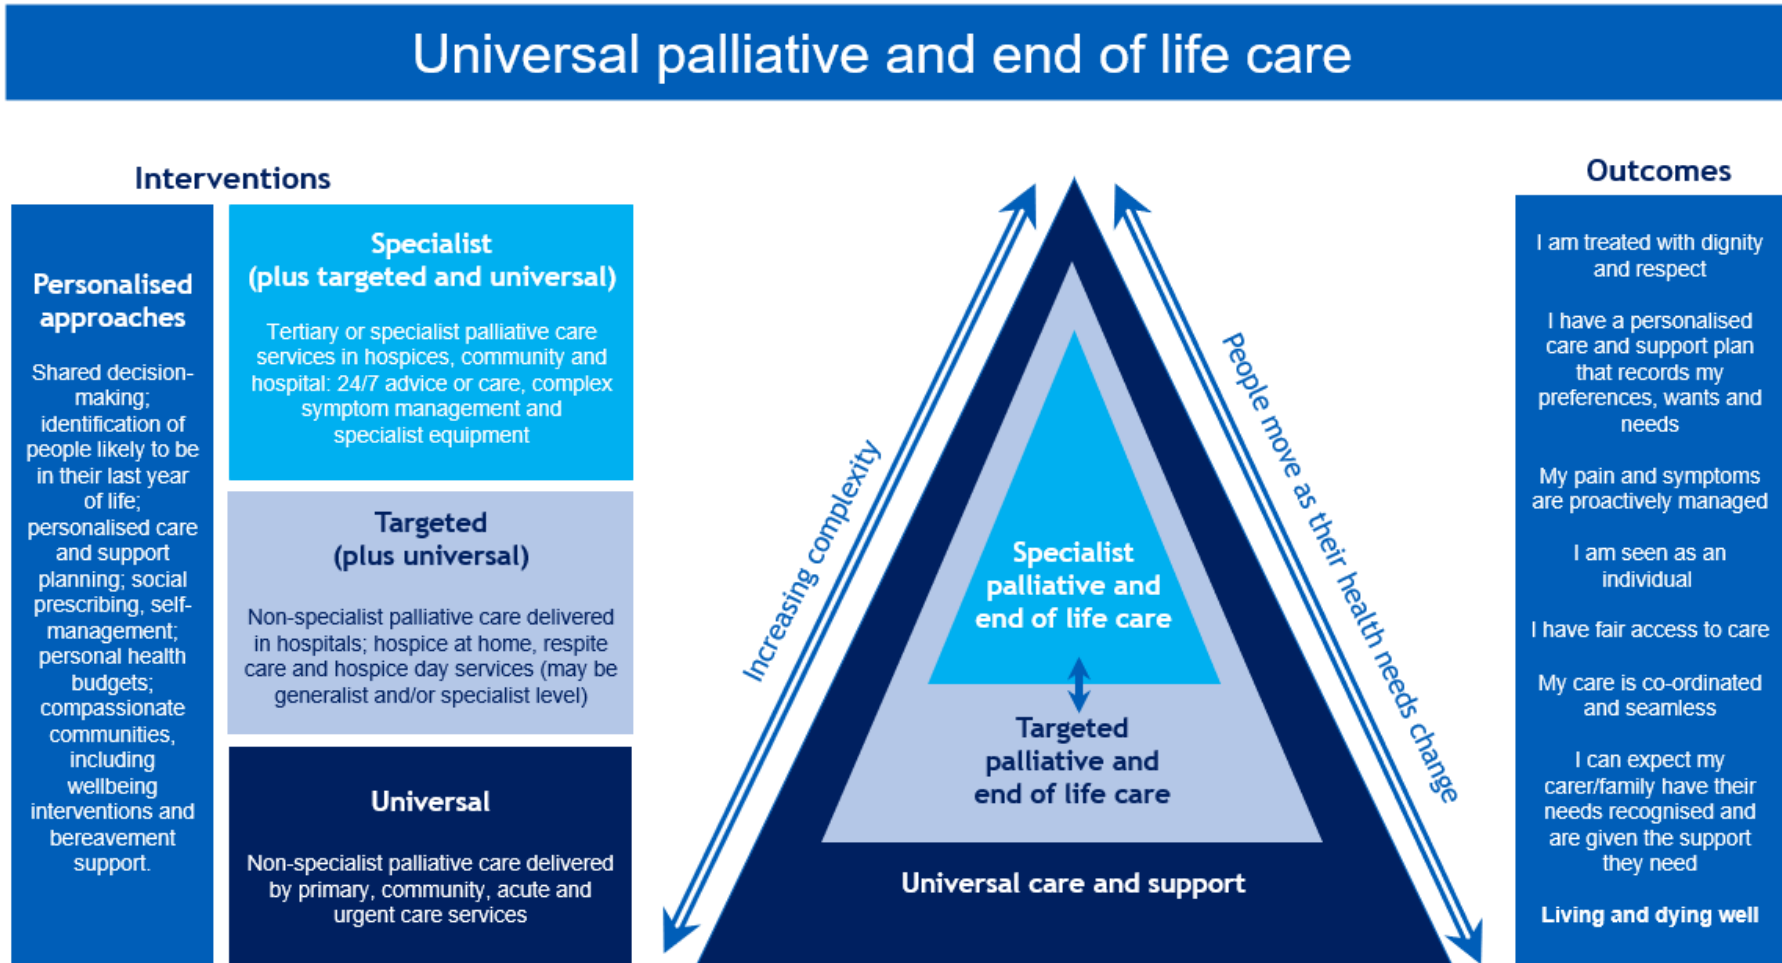 Universal palliative and end of life care
Interventions
Personalised
approaches
Shared decision-
making;
identification of
people likely to be
in their last year
of life;
personalised care
and support
planning; social
prescribing, self-
management;
personal health
budgets;
compassionate
communities,
including
wellbeing
interventions and
bereavement
support.
Specialist
(plus targeted and universal)
Tertiary or specialist palliative care
services in hospices, community and
hospital: 24/7 advice or care, complex
symptom management and
specialist equipment
Targeted
(plus universal)
Non-specialist palliative care delivered
in hospitals; hospice at home, respite
care and hospice day services (may be
generalist and/or specialist level)
Universal
Non-specialist palliative care delivered
by primary, community, acute and
urgent care services
Increasing complexity
Specialist
palliative and
end of life care
Targeted
palliative and
end of life care
Universal care and support
People move as their health needs change
Outcomes
I am treated with dignity
and respect
I have a personalised
care and support plan
that records my
preferences, wants and
needs
My pain and symptoms
are proactively managed
I am seen as an
individual
I have fair access to care
My care is co-ordinated
and seamless
I can expect my
carer/family have their
needs recognised and
are given the support
they need
Living and dying well